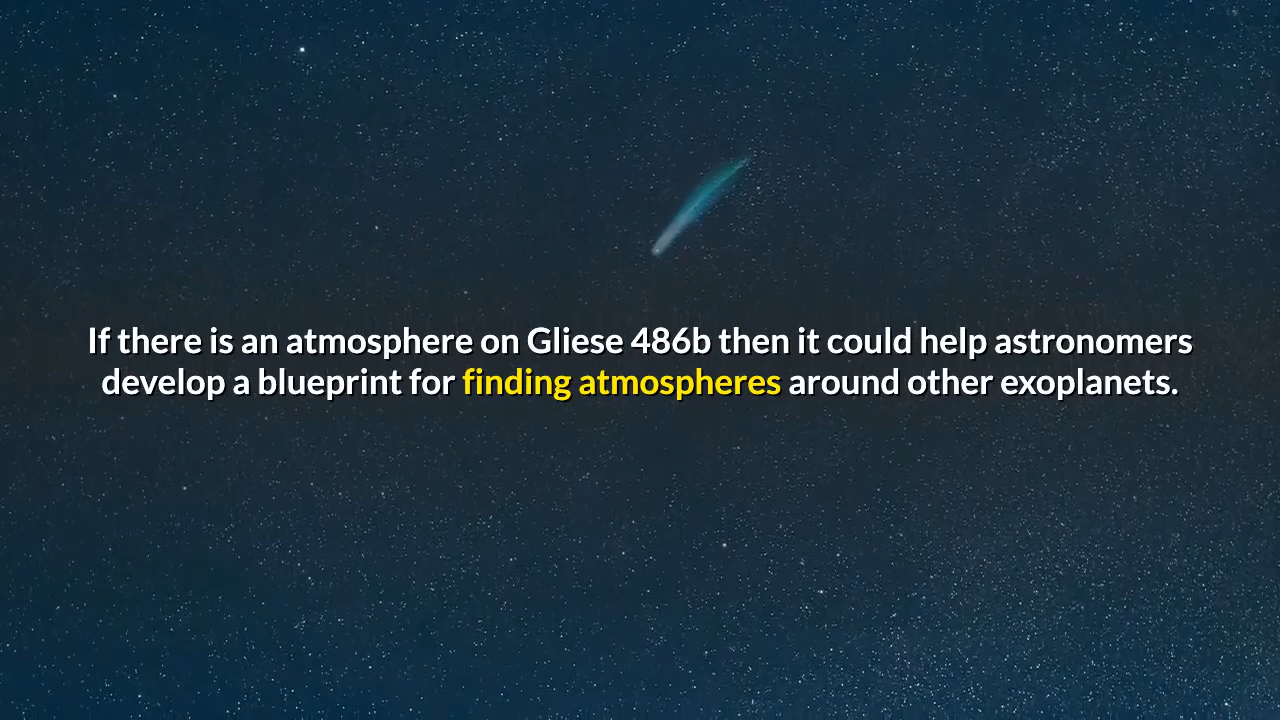 If there is an atmosphere on Gliese 486b then it could help astronomers
develop a blueprint for finding atmospheres around other exoplanets.